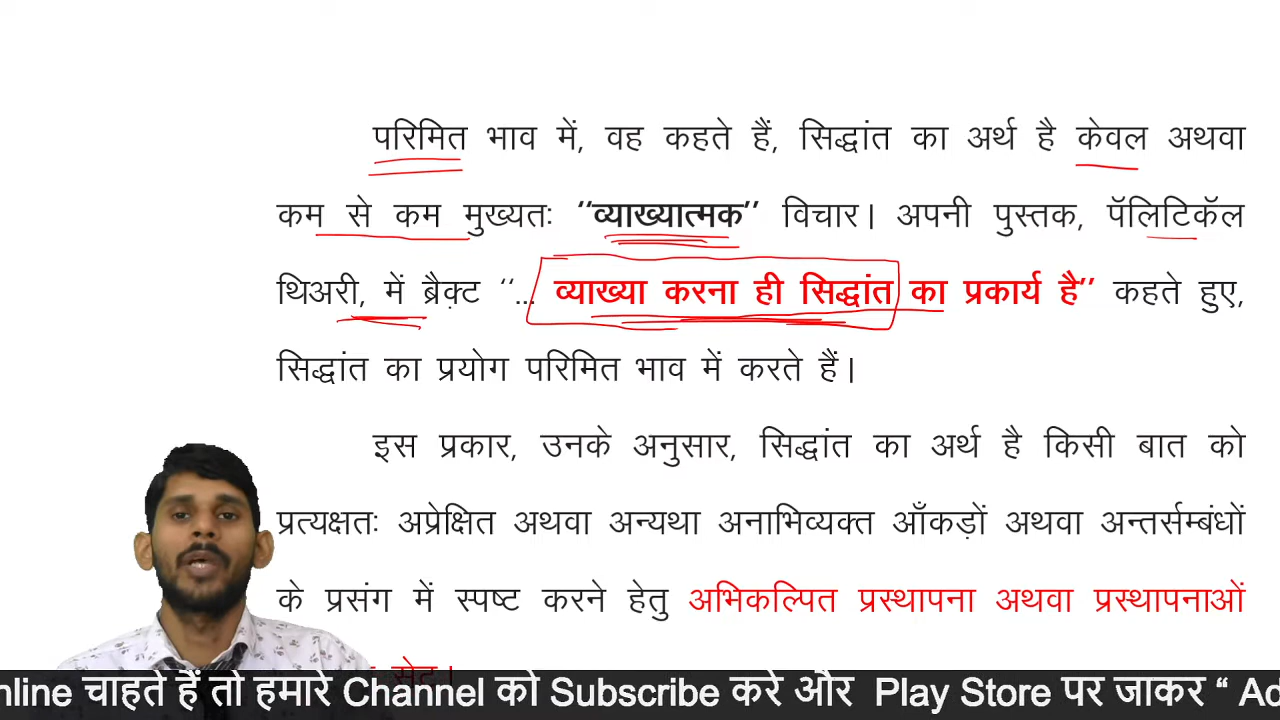 परिमित भाव में, वह कहते हैं, सिद्धांत का अर्थ है केवल अथवा
कम से कम मुख्यतः ‘‘व्याख्यात्मक’’ विचार। अपनी पुस्तक, पॅलिटिकॅल
थिअरी, में ब्रैक़्ट ‘‘... व्याख्या करना ही सिद्धांत का प्रकार्य है’’ कहते हुए,
सिद्धांत का प्रयोग परिमित भाव में करते हैं।
इस प्रकार, उनके अनुसार, सिद्धांत का अर्थ है किसी बात को
प्रत्यक्षतः अप्रेक्षित अथवा अन्यथा अनाभिव्यक्त आँकड़ों अथवा अन्तर्सम्बंधों
के प्रसंग में स्पष्ट करने हेतु अभिकल्पित प्रस्थापना अथवा प्रस्थापनाओं
सेट।
nline चाहते हैं तो हमारे Channel को Subscribe करे और Play Store पर जाकर “ Ad